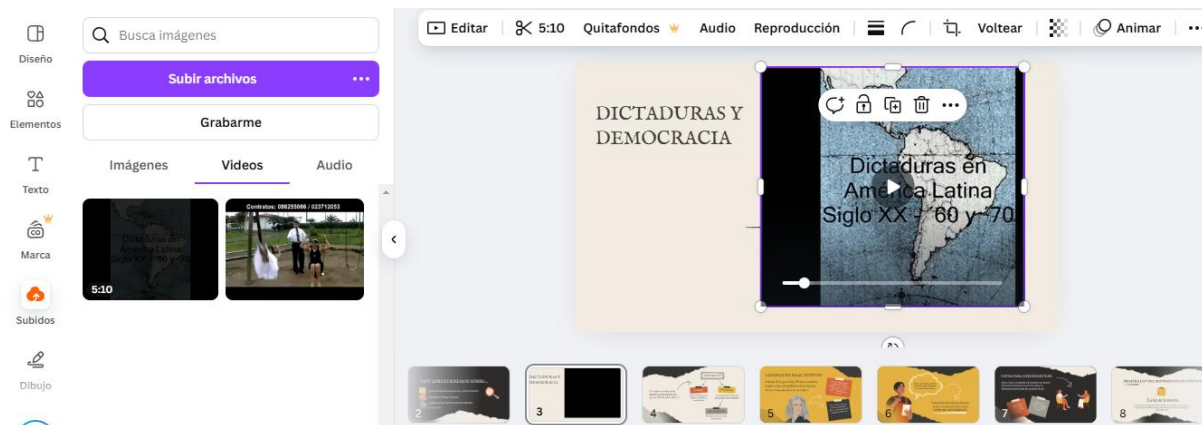 Diseño
Elementos
Texto
Marca
Subidos
Dibujo
Busca imágenes
Subir archivos
Grabarme
Imágenes
Videos
Audio
5:10
Contratos: 086255066 / 023712053
Editar
5:10
Quitafondos
Audio
Reproducción
Voltear
Animar
DICTADURAS Y
DEMOCRACIA
Dictaduras en
América Latina
Siglo XX - 60 y 70
2
3
4
5
6
7
8